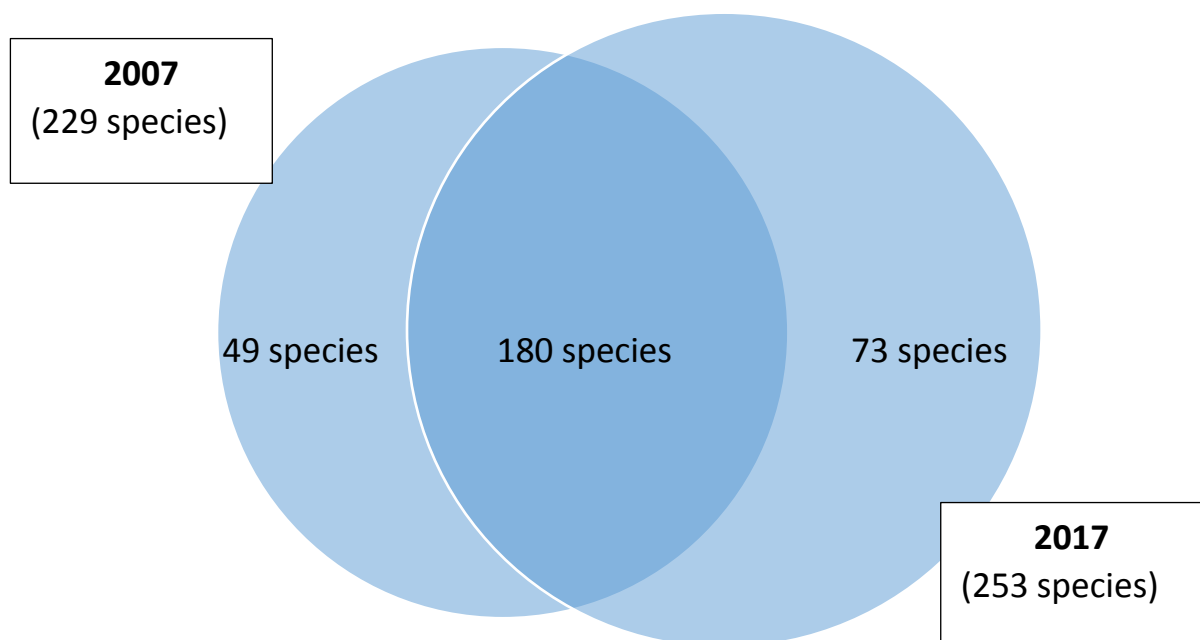 2007
(229 species)
49 species
180 species
73 species
2017
(253 species)